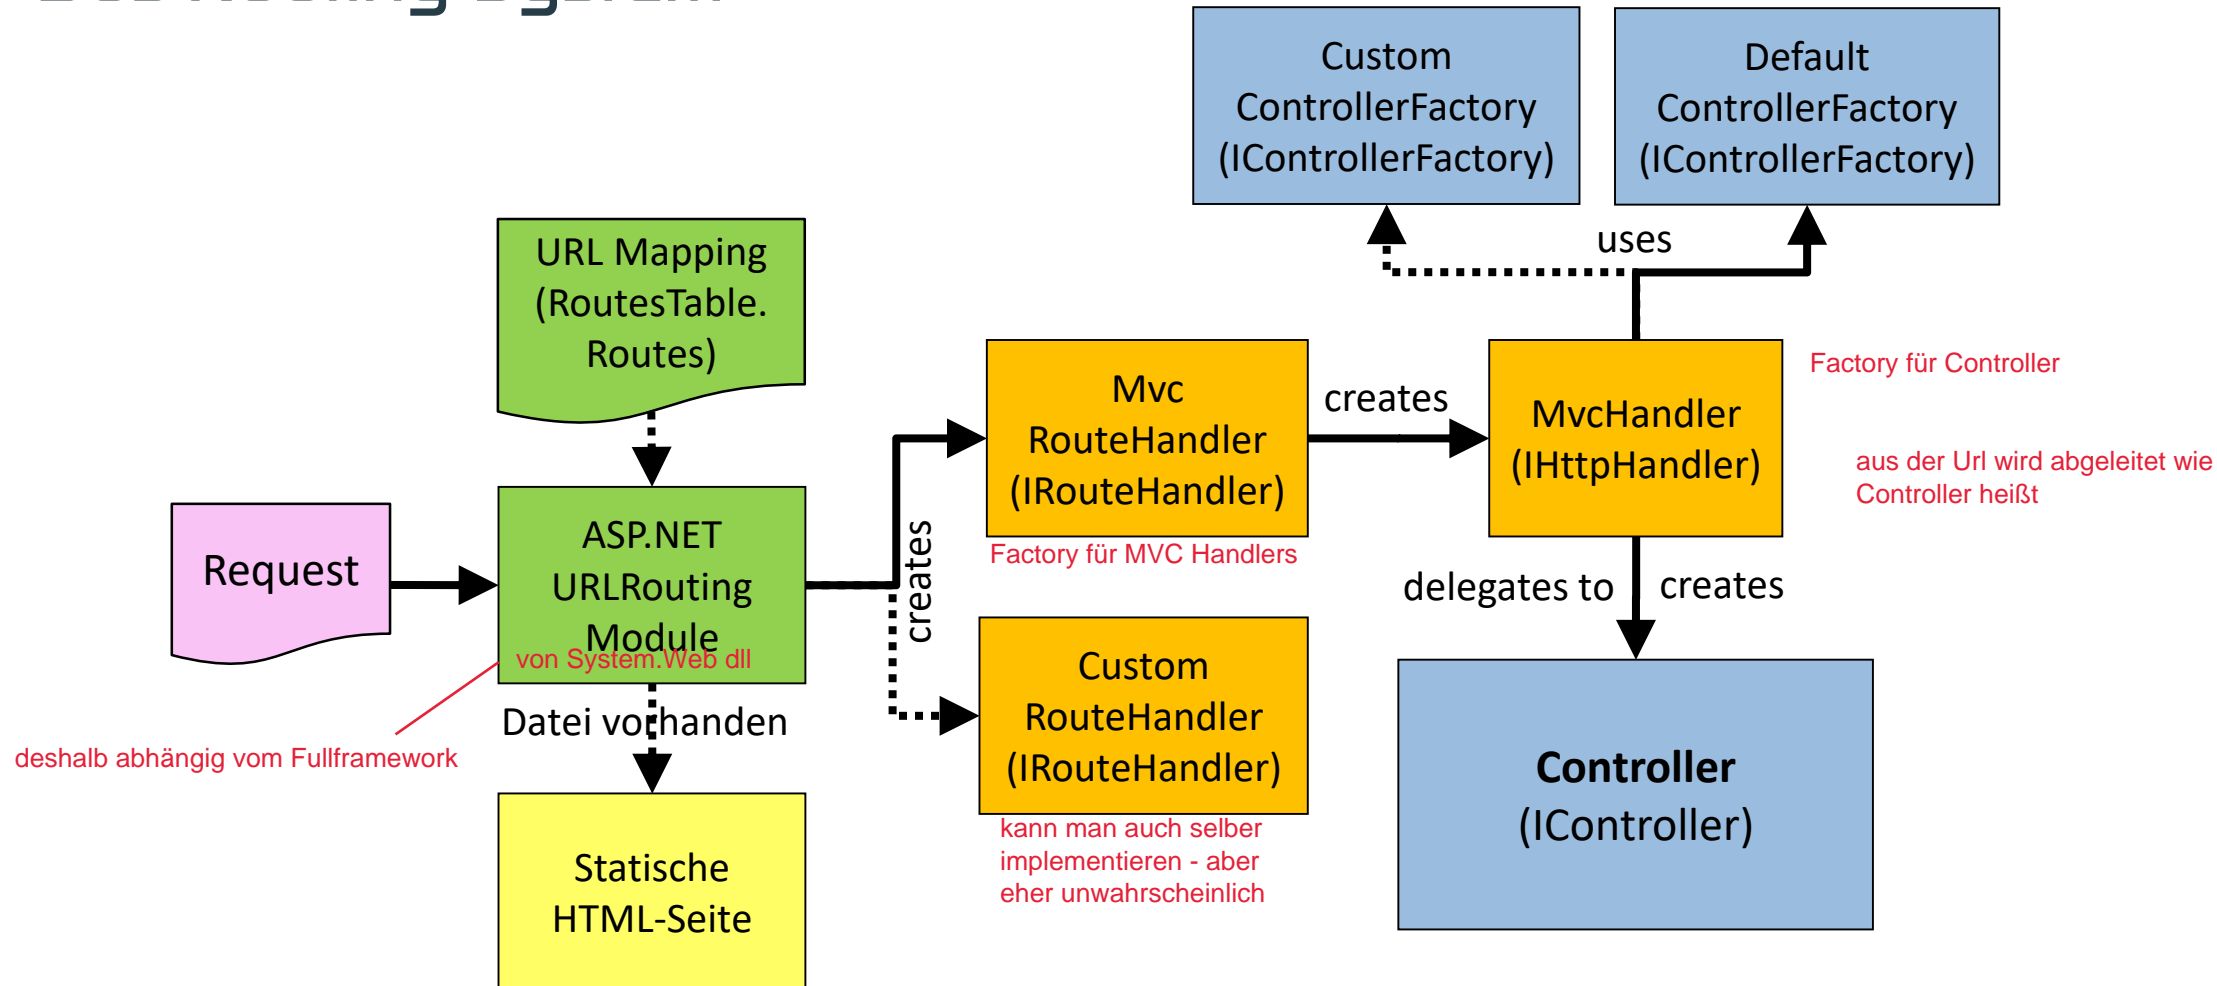 Routing System
Custom
ControllerFactory
(IControllerFactory)
Default
ControllerFactory
(IControllerFactory)
uses
URL Mapping
(RoutesTable.
Routes)
Mvc
RouteHandler
(IRouteHandler)
Factory für MVC Handlers
creates
MvcHandler
(IHttpHandler)
Factory für Controller
aus der Url wird abgeleitet wie
Controller heißt
Request
ASP.NET
URLRouting
Module
von System.Web dll
creates
delegates to
creates
Datei vorhanden
deshalb abhängig vom Fullframework
Custom
RouteHandler
(IRouteHandler)
kann man auch selber
implementieren - aber
eher unwahrscheinlich
Controller
(IController)
Statische
HTML-Seite